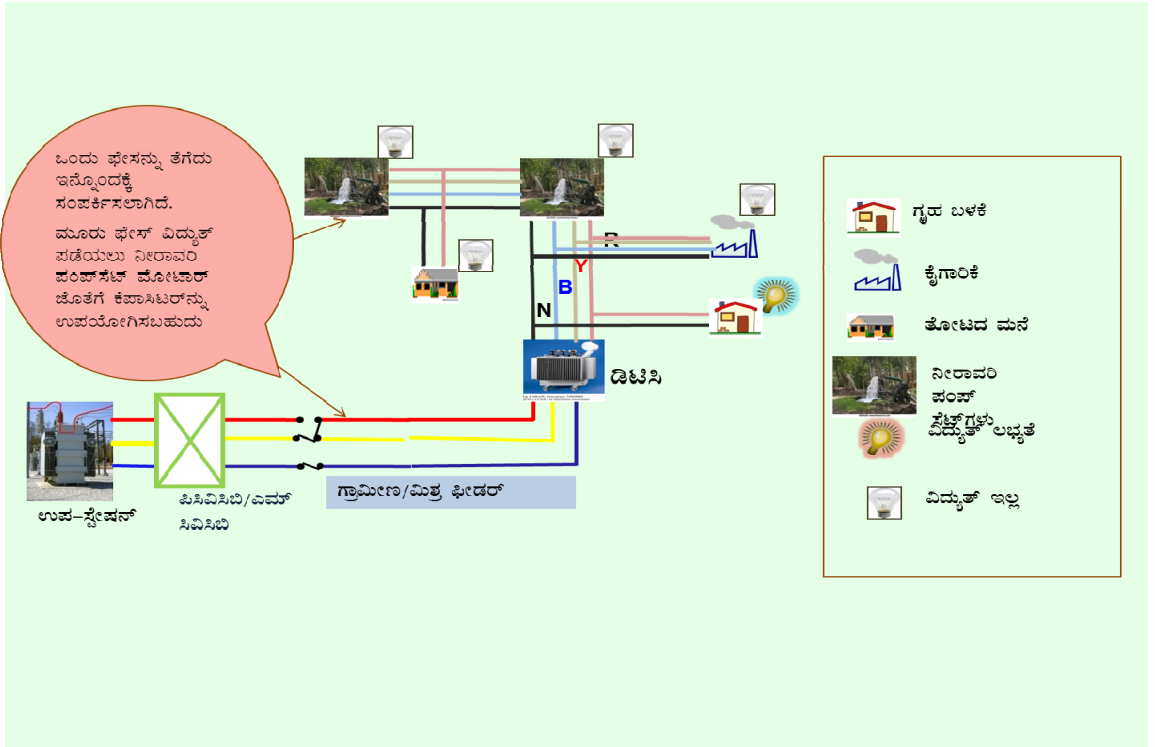 ಒಂದು ಫೇಸನ್ನು ತೆಗೆದು
ಇನ್ನೊಂದಕ್ಕೆ
ಸಂಪರ್ಕಿಸಲಾಗಿದೆ.
ಮೂರು ಫೇಸ್ ವಿದ್ಯುತ್
ಪಡೆಯಲು ನೀರಾವರಿ
ಪಂಪ್‌ಸೆಟ್ ಮೋಟಾರ್
ಜೊತೆಗೆ ಕೆಪಾಸಿಟರ್‌ನ್ನು
ಉಪಯೋಗಿಸಬಹುದು
R
Y
B
N
ಡಿಟಿಸಿ
ಗ್ರಾಮೀಣ/ಮಿಶ್ರ ಫೀಡರ್
ಪಿಸಿವಿಸಿಬಿ/ಎಮ್
ಸಿವಿಸಿಬಿ
ಉಪ-ಸ್ಟೇಷನ್
ಗೃಹ ಬಳಕೆ
ಕೈಗಾರಿಕೆ
ತೋಟದ ಮನೆ
ನೀರಾವರಿ
ಪಂಪ್
ಸೆಟ್‌ಗಳು
ವಿದ್ಯುತ್ ಲಭ್ಯತೆ
ವಿದ್ಯುತ್ ಇಲ್ಲ